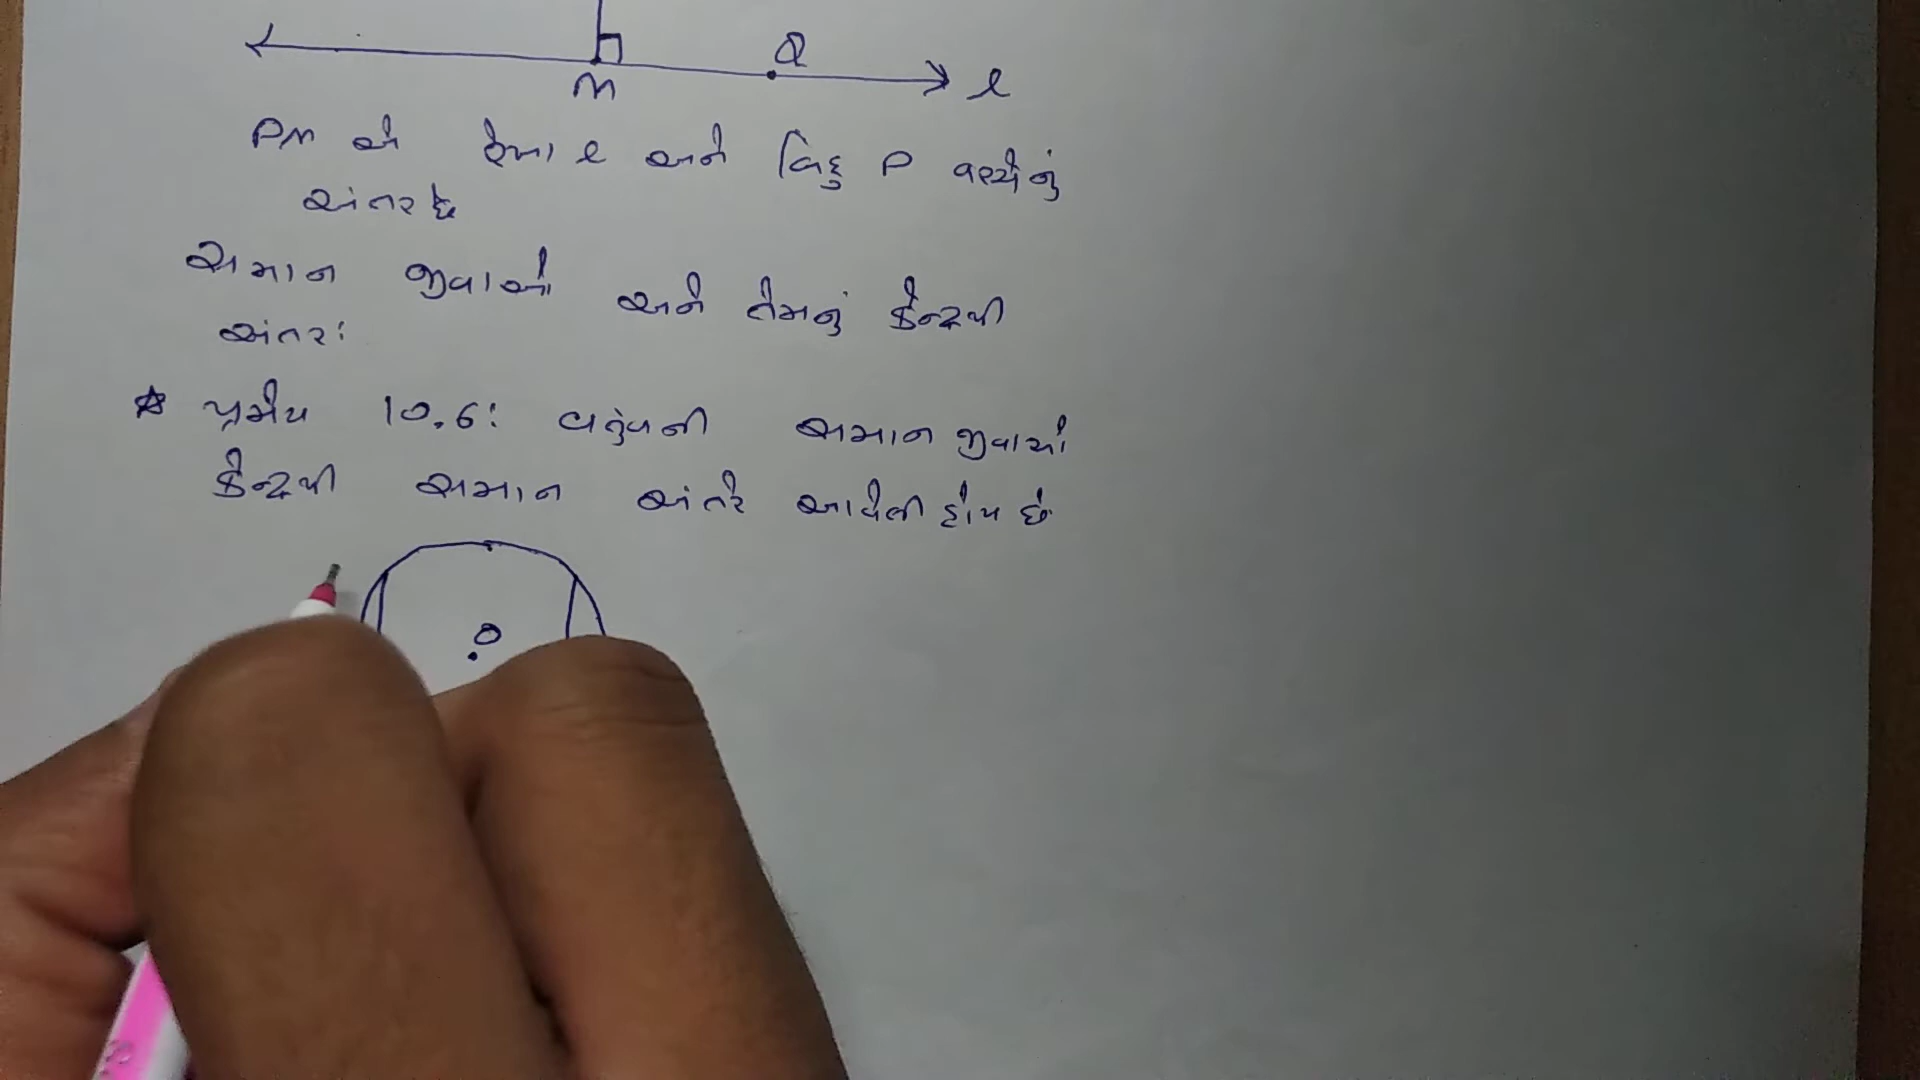 Q
M l
PM એ રેખા l અને બિંદુ P વચ્ચેનું
અંતર છે
સમાન જીવાઓ અને તેમનું કેન્દ્રથી
અંતર:
☆ પ્રમેય 10.6: વર્તુળની સમાન જીવાઓ
કેન્દ્રથી સમાન અંતરે આવેલી હોય છે
O